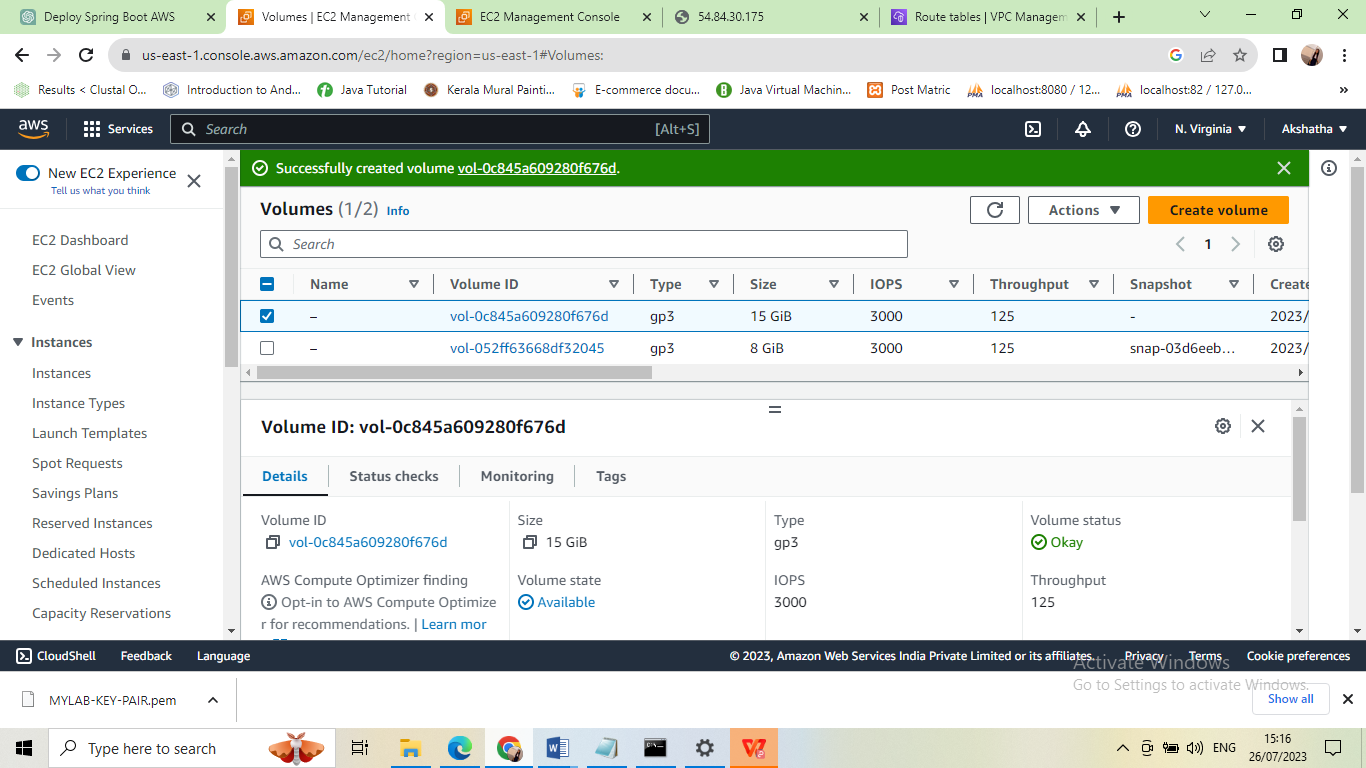 Deploy Spring Boot AWS
Volumes | EC2 Management
EC2 Management Console
54.84.30.175
Route tables | VPC Managem
us-east-1.console.aws.amazon.com/ec2/home?region=us-east-1#Volumes:
Results < Clustal O...
Introduction to And...
Java Tutorial
Kerala Mural Painti...
E-commerce docu...
Java Virtual Machin...
Post Matric
localhost:8080 / 12...
localhost:82 / 127.0...
»
aws
Services
Search
[Alt+S]
N. Virginia
Akshatha
New EC2 Experience
Tell us what you think
EC2 Dashboard
EC2 Global View
Events
Instances
Instances
Instance Types
Launch Templates
Spot Requests
Savings Plans
Reserved Instances
Dedicated Hosts
Scheduled Instances
Capacity Reservations
Successfully created volume vol-0c845a609280f676d.
Volumes (1/2) Info
Actions
Create volume
Search
1
Name Volume ID Type Size IOPS Throughput Snapshot Create
– vol-0c845a609280f676d gp3 15 GiB 3000 125 - 2023/
– vol-052ff63668df32045 gp3 8 GiB 3000 125 snap-03d6eeb... 2023/
Volume ID: vol-0c845a609280f676d
Details
Status checks
Monitoring
Tags
Volume ID
vol-0c845a609280f676d
Size
15 GiB
Type
gp3
Volume status
Okay
AWS Compute Optimizer finding
Opt-in to AWS Compute Optimize
r for recommendations. | Learn mor
Volume state
Available
IOPS
3000
Throughput
125
CloudShell
Feedback
Language
© 2023, Amazon Web Services India Private Limited or its affiliates.
Privacy
Terms
Cookie preferences
Activate Windows
Go to Settings to activate Windows.
MYLAB-KEY-PAIR.pem
Show all
Type here to search
ENG
15:16
26/07/2023